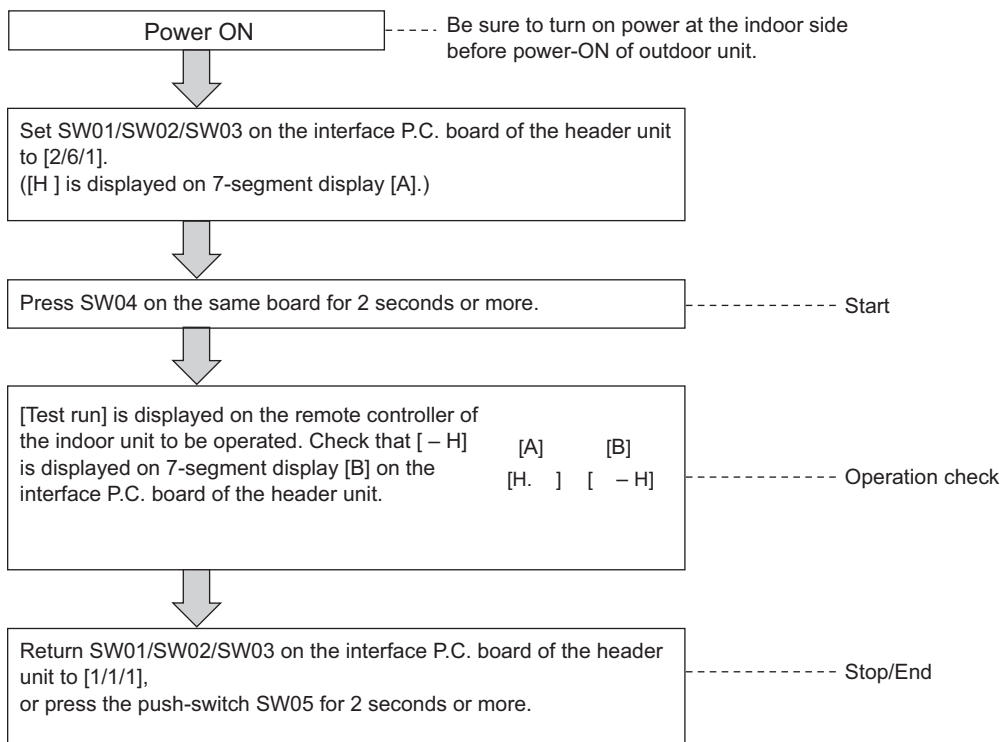 Power ON
Be sure to turn on power at the indoor side
before power-ON of outdoor unit.
Set SW01/SW02/SW03 on the interface P.C. board of the header unit
to [2/6/1].
([H ] is displayed on 7-segment display [A].)
Press SW04 on the same board for 2 seconds or more.
Start
[Test run] is displayed on the remote controller of
the indoor unit to be operated. Check that [ – H]
is displayed on 7-segment display [B] on the
interface P.C. board of the header unit.
[A] [B]
[H. ] [ – H]
Operation check
Return SW01/SW02/SW03 on the interface P.C. board of the header
unit to [1/1/1],
or press the push-switch SW05 for 2 seconds or more.
Stop/End